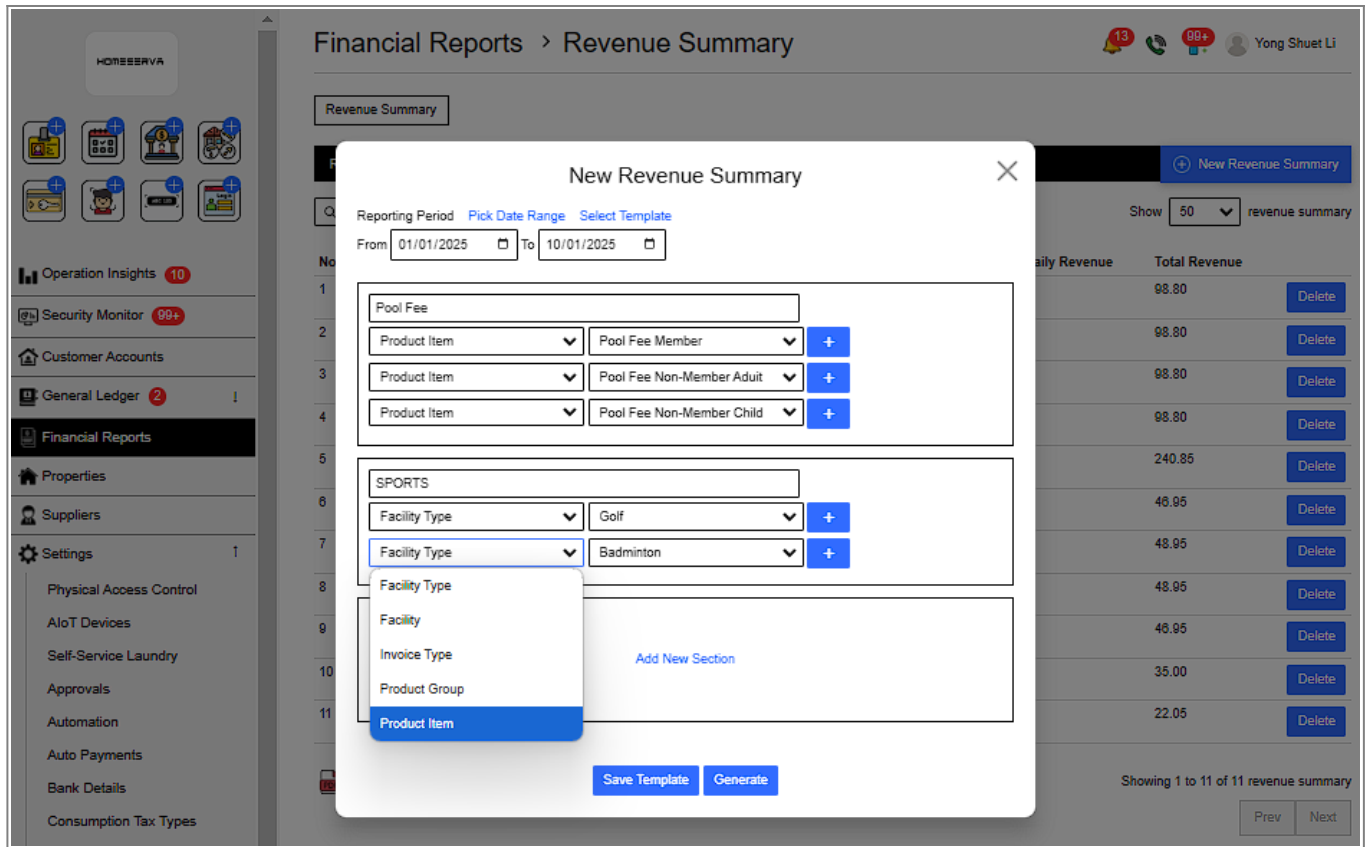 HOMESERVA
Operation Insights 10
Security Monitor 99+
Customer Accounts
General Ledger 2
Financial Reports
Properties
Suppliers
Settings
Physical Access Control
AIoT Devices
Self-Service Laundry
Approvals
Automation
Auto Payments
Bank Details
Consumption Tax Types
Financial Reports > Revenue Summary
13
99+
Yong Shuet Li
Revenue Summary
New Revenue Summary
Show 50 revenue summary
No
aily Revenue Total Revenue
1 98.80 Delete
2 98.80 Delete
3 98.80 Delete
4 98.80 Delete
5 240.85 Delete
6 46.95 Delete
7 48.95 Delete
8 48.95 Delete
9 46.95 Delete
10 35.00 Delete
11 22.05 Delete
Showing 1 to 11 of 11 revenue summary
Prev Next
New Revenue Summary
Reporting Period Pick Date Range Select Template
From 01/01/2025 To 10/01/2025
Pool Fee
Product Item Pool Fee Member +
Product Item Pool Fee Non-Member Aduit +
Product Item Pool Fee Non-Member Child +
SPORTS
Facility Type Golf +
Facility Type Badminton +
Facility Type
Facility
Invoice Type
Product Group
Product Item
Add New Section
Save Template Generate